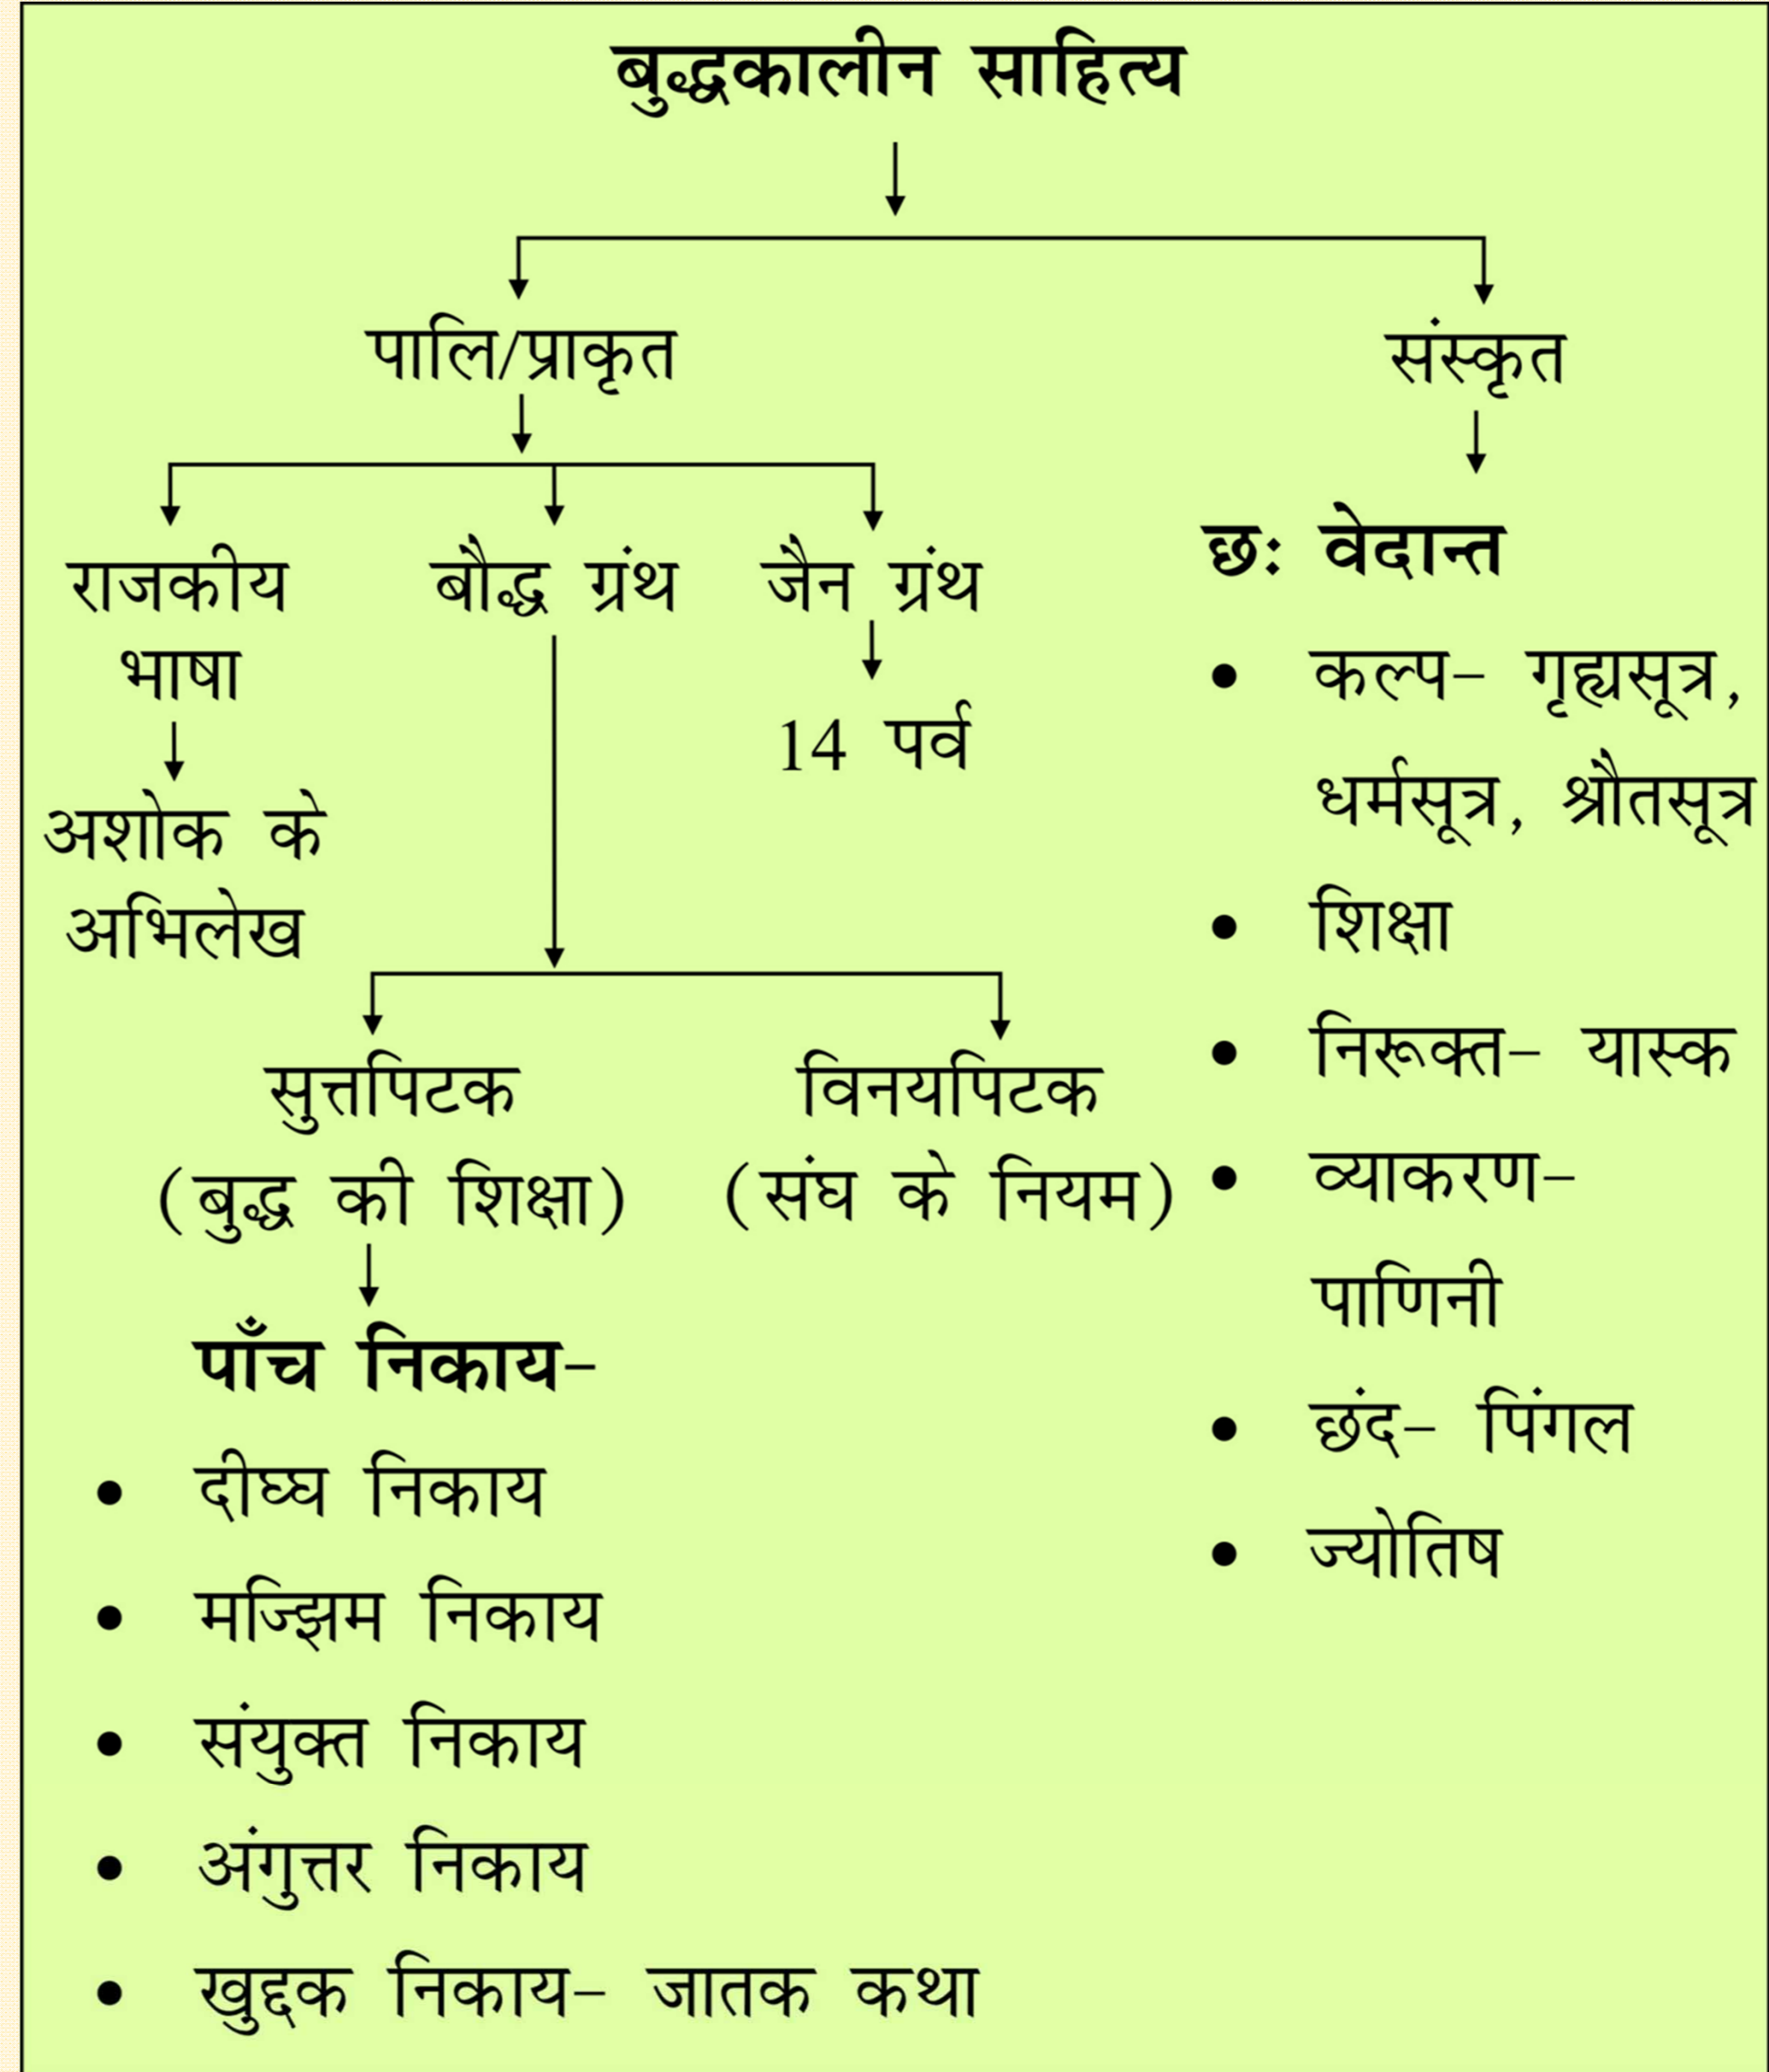 बुद्धकालीन साहित्य
पालि/प्राकृत
संस्कृत
राजकीय
भाषा
अशोक के
अभिलेख
बौद्ध ग्रंथ
जैन ग्रंथ
14 पर्व
सुत्तपिटक
(बुद्ध की शिक्षा)
विनयपिटक
(संघ के नियम)
पाँच निकाय–
• दीघ्घ निकाय
• मज्झिम निकाय
• संयुक्त निकाय
• अंगुत्तर निकाय
• खुद्दक निकाय– जातक कथा
छः वेदान्त
• कल्प– गृह्यसूत्र,
धर्मसूत्र, श्रौतसूत्र
• शिक्षा
• निरूक्त– यास्क
• व्याकरण–
पाणिनी
• छंद– पिंगल
• ज्योतिष